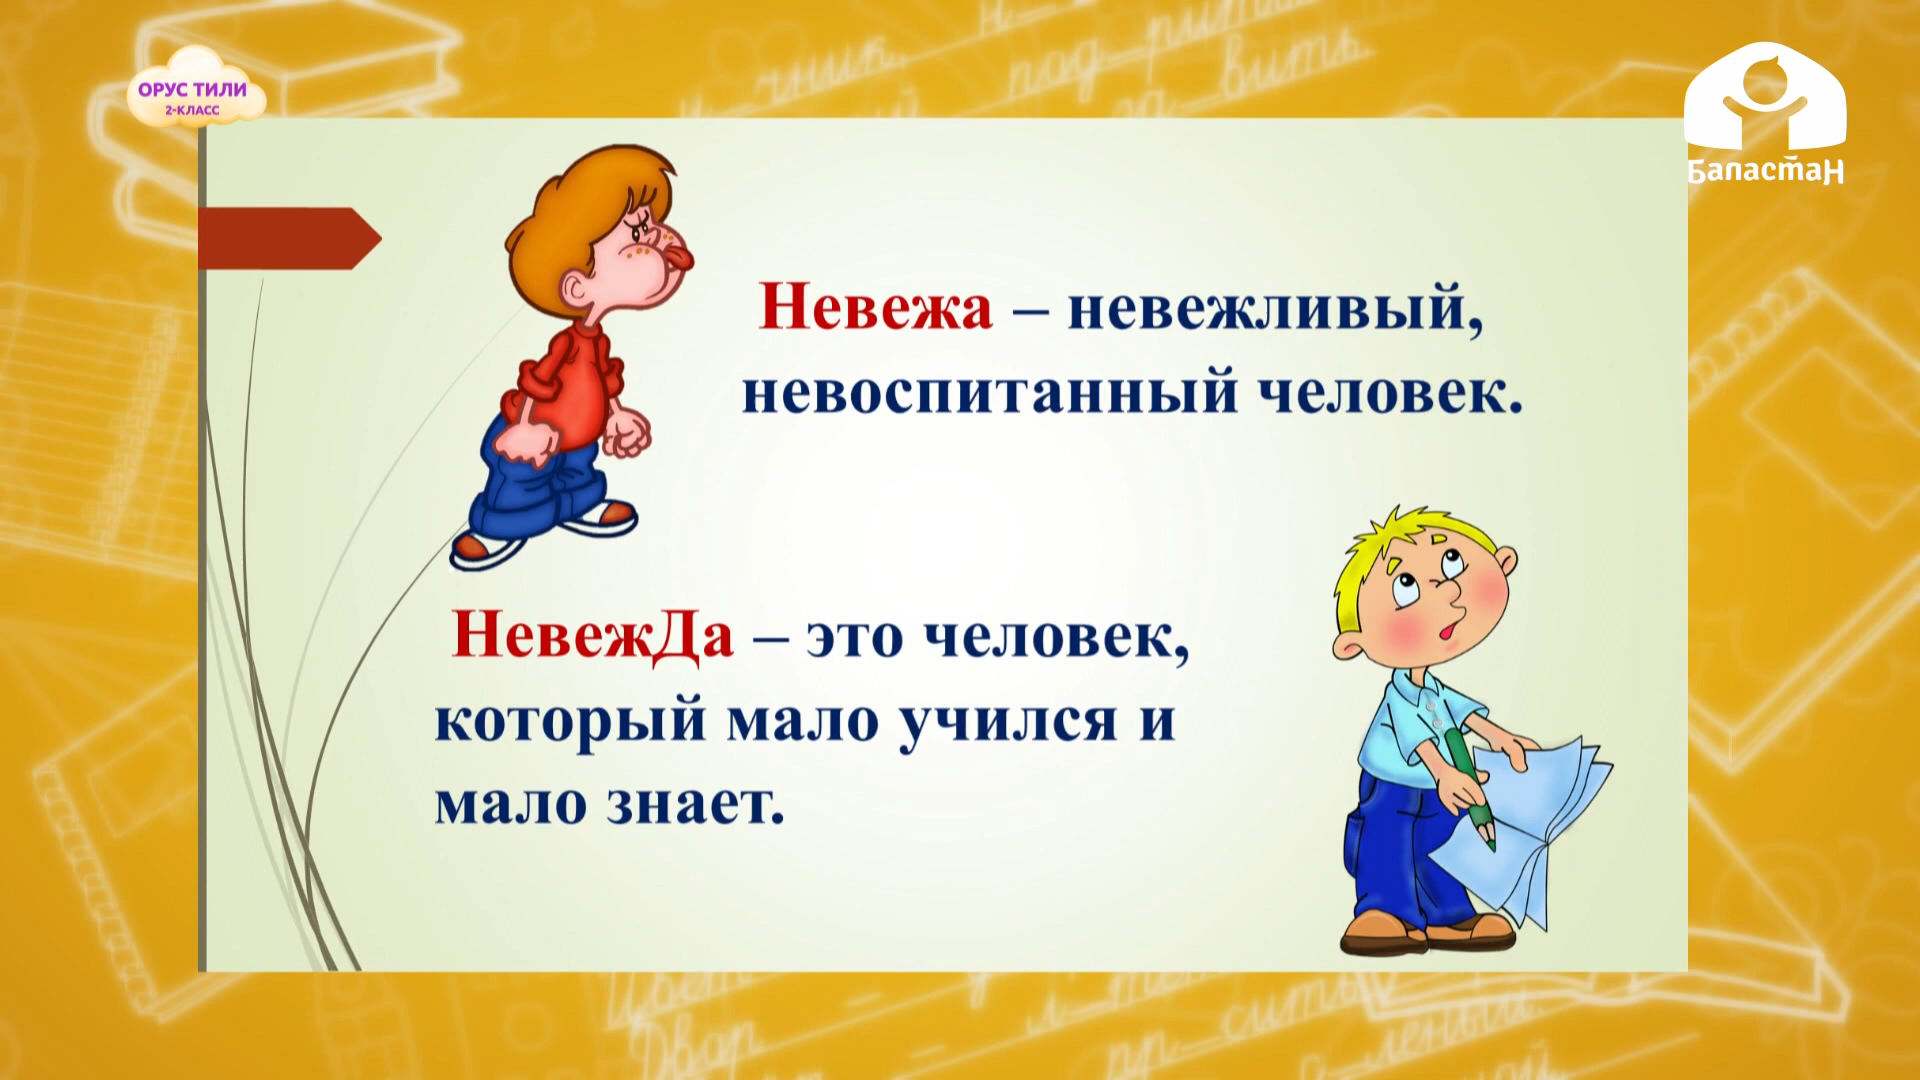 ОРУС ТИЛИ
2-КЛАСС
Баластан
Невежа – невежливый,
невоспитанный человек.
НевежДа – это человек,
который мало учился и
мало знает.